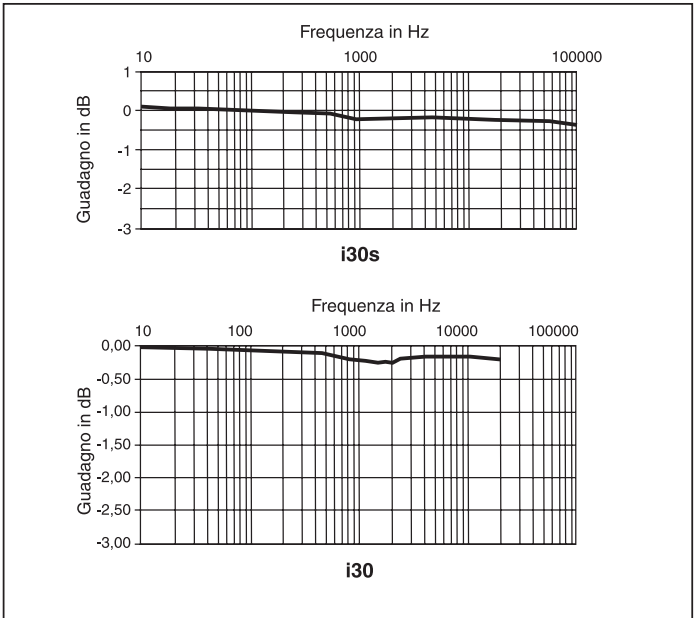 Frequenza in Hz
10 1000 100000
Guadagno in dB
1
0
-1
-2
-3
i30s
Frequenza in Hz
10 100 1000 10000 100000
Guadagno in dB
0,00
-0,50
-1,00
-1,50
-2,00
-2,50
-3,00
i30